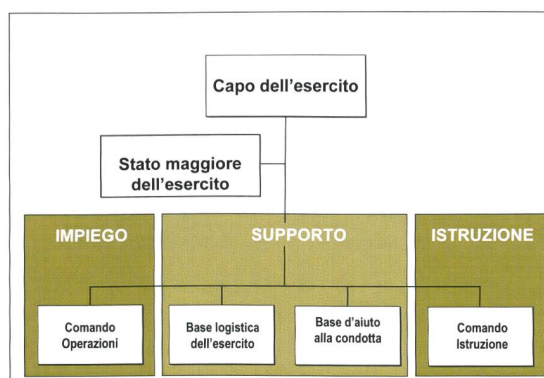 Capo dell'esercito
Stato maggiore
dell'esercito
IMPIEGO
SUPPORTO
ISTRUZIONE
Comando
Operazioni
Base logistica
dell'esercito
Base d'aiuto
alla condotta
Comando
Istruzione